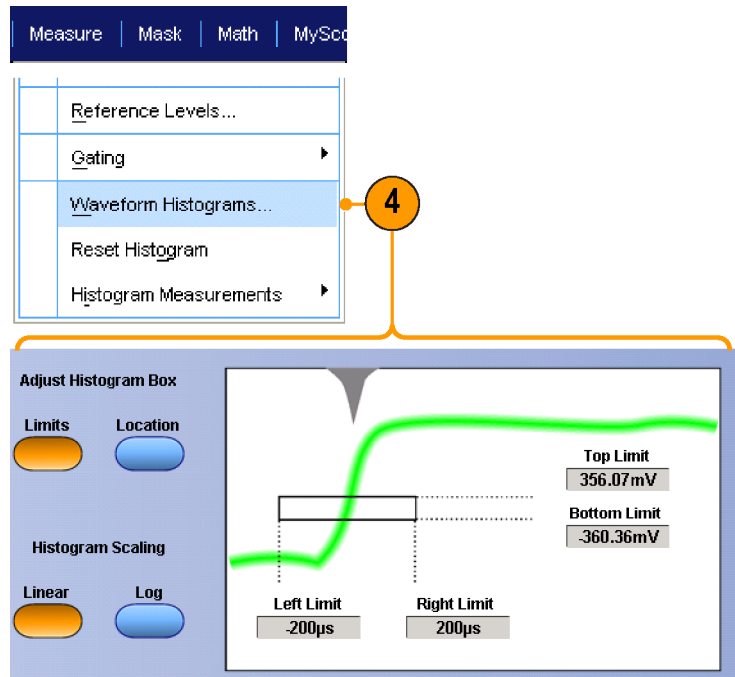 Measure Mask Math MySco
Reference Levels...
Gating
Waveform Histograms...
4
Reset Histogram
Histogram Measurements
Adjust Histogram Box
Limits Location
Top Limit
356.07mV
Bottom Limit
-360.36mV
Histogram Scaling
Linear Log
Left Limit Right Limit
-200µs 200µs